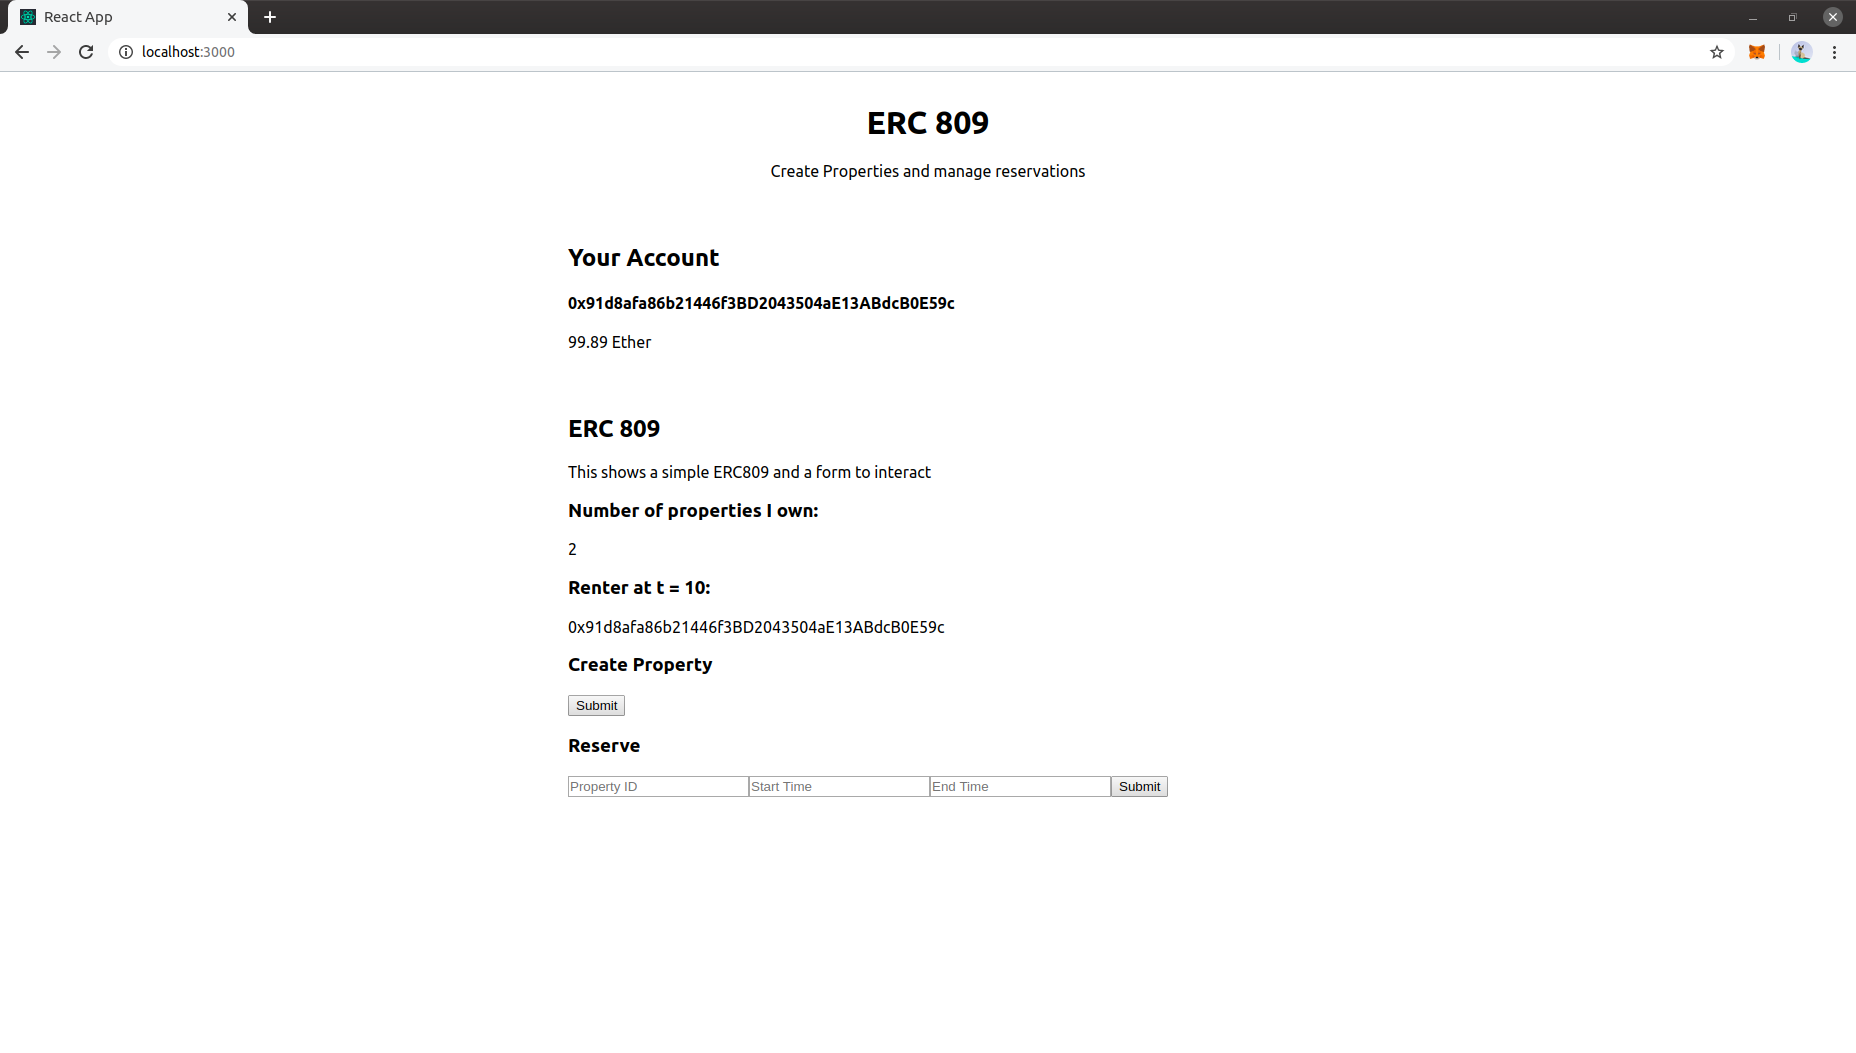 React App
localhost:3000
ERC 809
Create Properties and manage reservations
Your Account
0x91d8afa86b21446f3BD2043504aE13ABdcB0E59c
99.89 Ether
ERC 809
This shows a simple ERC809 and a form to interact
Number of properties I own:
2
Renter at t = 10:
0x91d8afa86b21446f3BD2043504aE13ABdcB0E59c
Create Property
Submit
Reserve
Property ID Start Time End Time Submit